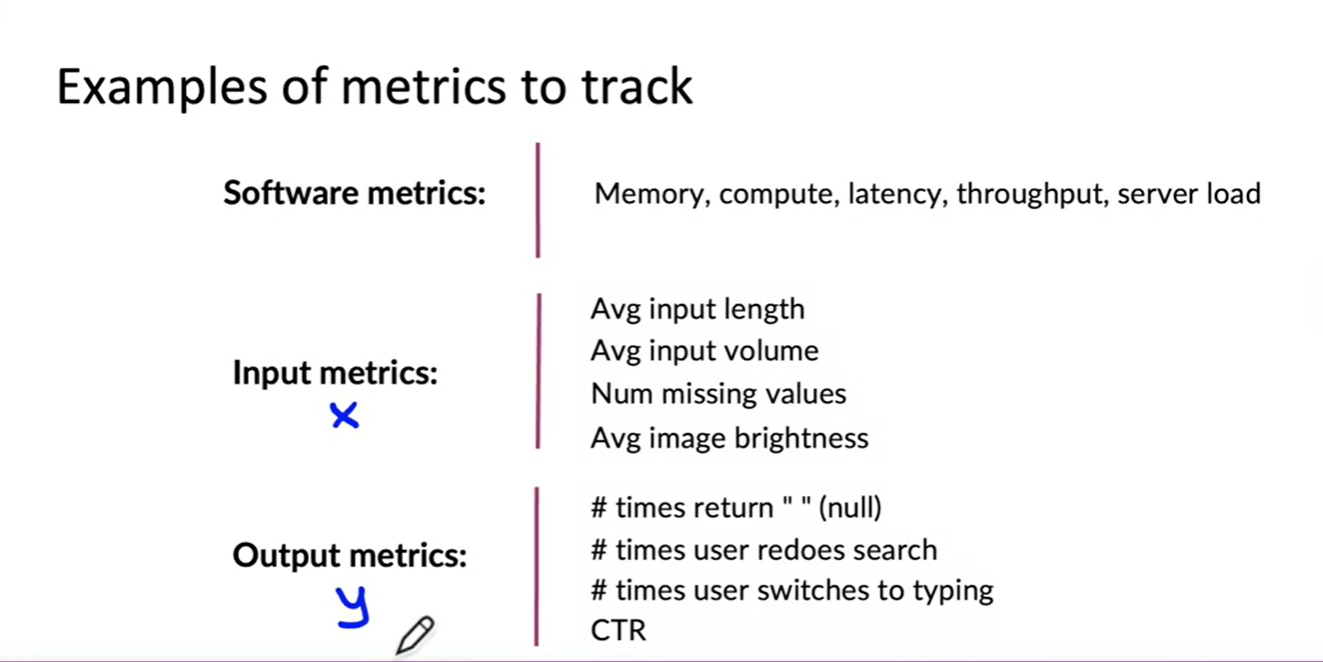 Examples of metrics to track
Software metrics:
Memory, compute, latency, throughput, server load
Input metrics:
x
Avg input length
Avg input volume
Num missing values
Avg image brightness
Output metrics:
y
# times return " " (null)
# times user redoes search
# times user switches to typing
CTR